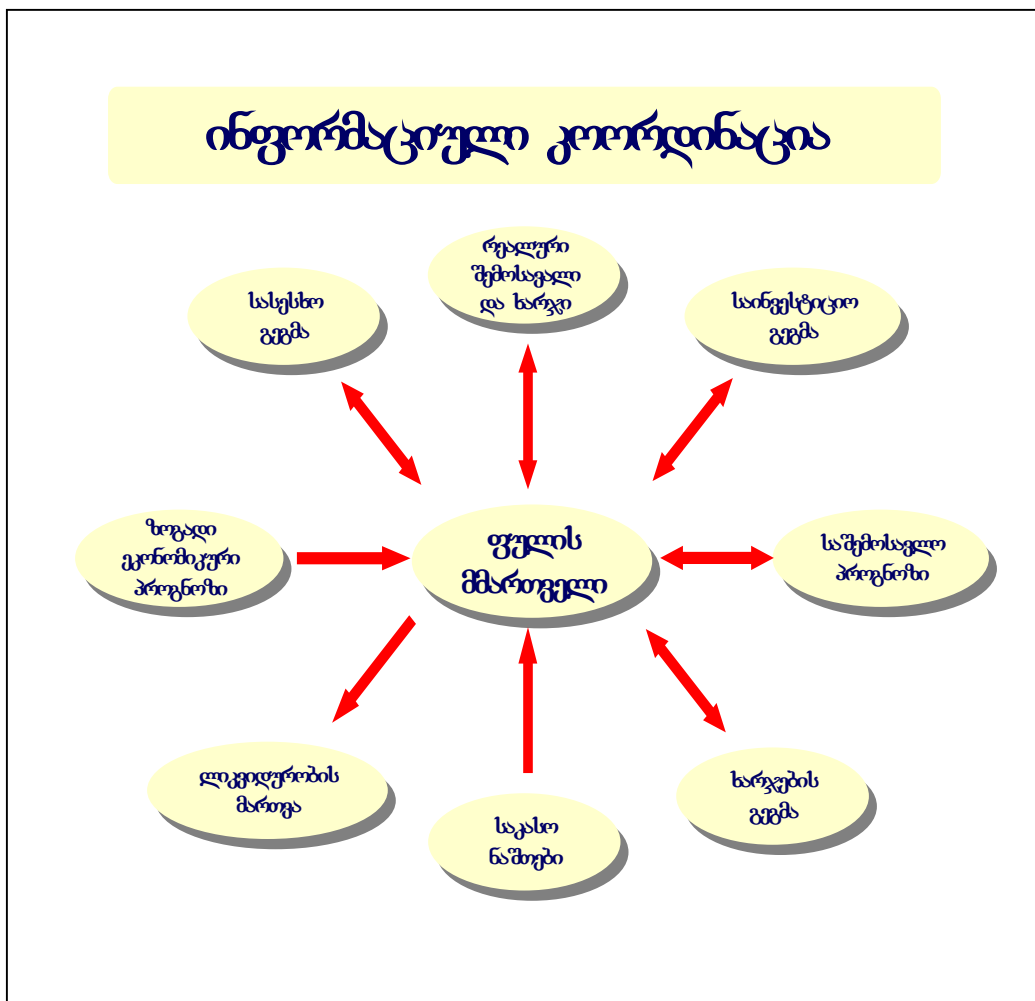 ინფორმაციული კოორდინაცია
რეალური
შემოსავალი
და ხარჯი
სასესხო
გეგმა
საინვესტიციო
გეგმა
ზოგადი
ეკონომიკური
პროგნოზი
ფულის
მმართველი
საშემოსავლო
პროგნოზი
ლიკვიდურობის
მართვა
ხარჯების
გეგმა
საკასო
ნაშთები